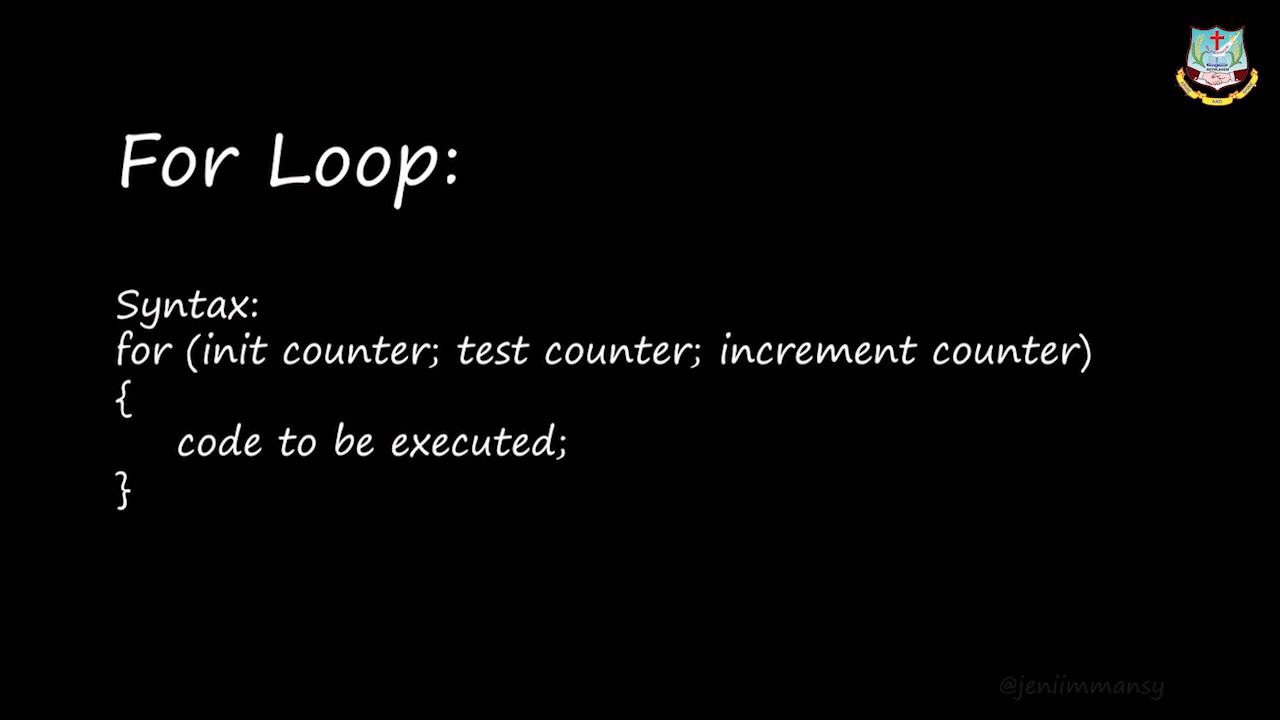 For Loop:
Syntax:
for (init counter; test counter; increment counter)
{
code to be executed;
}
@jeniimmansy